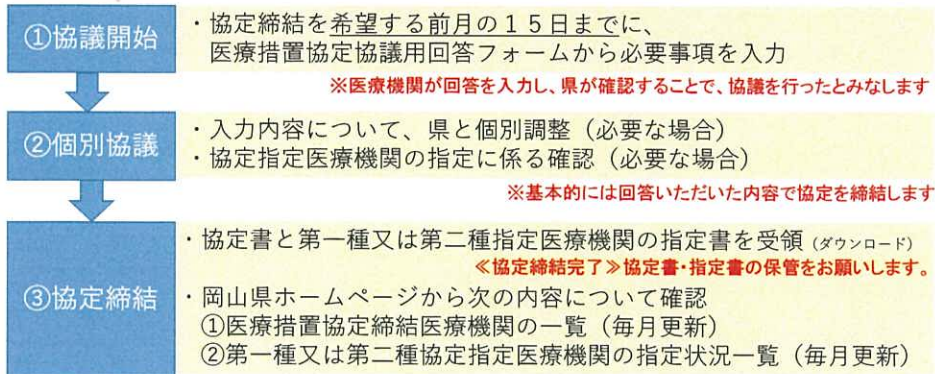 ①協議開始
・協定締結を希望する前月の15日までに、
医療措置協定協議用回答フォームから必要事項を入力
※医療機関が回答を入力し、県が確認することで、協議を行ったとみなします
②個別協議
・入力内容について、県と個別調整（必要な場合）
・協定指定医療機関の指定に係る確認（必要な場合）
※基本的には回答いただいた内容で協定を締結します
③協定締結
・協定書と第一種又は第二種指定医療機関の指定書を受領（ダウンロード）
≪協定締結完了≫協定書・指定書の保管をお願いします。
・岡山県ホームページから次の内容について確認
①医療措置協定締結医療機関の一覧（毎月更新）
②第一種又は第二種協定指定医療機関の指定状況一覧（毎月更新）